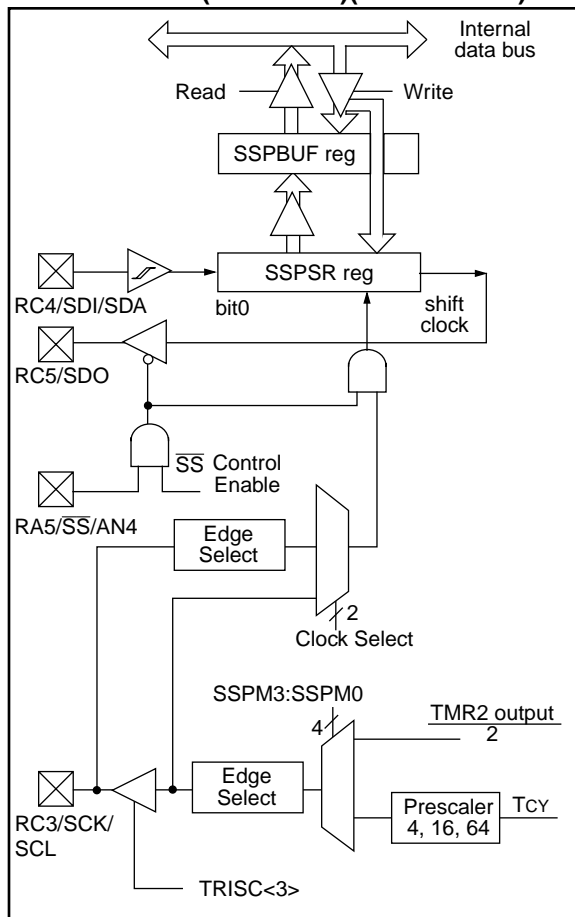 Internal
data bus
Read
Write
SSPBUF reg
SSPSR reg
RC4/SDI/SDA
bit0
shift
clock
RC5/SDO
SS Control
Enable
RA5/SS/AN4
Edge
Select
2
Clock Select
SSPM3:SSPM0
TMR2 output
2
4
Edge
Select
Prescaler
4, 16, 64
TCY
RC3/SCK/
SCL
TRISC<3>